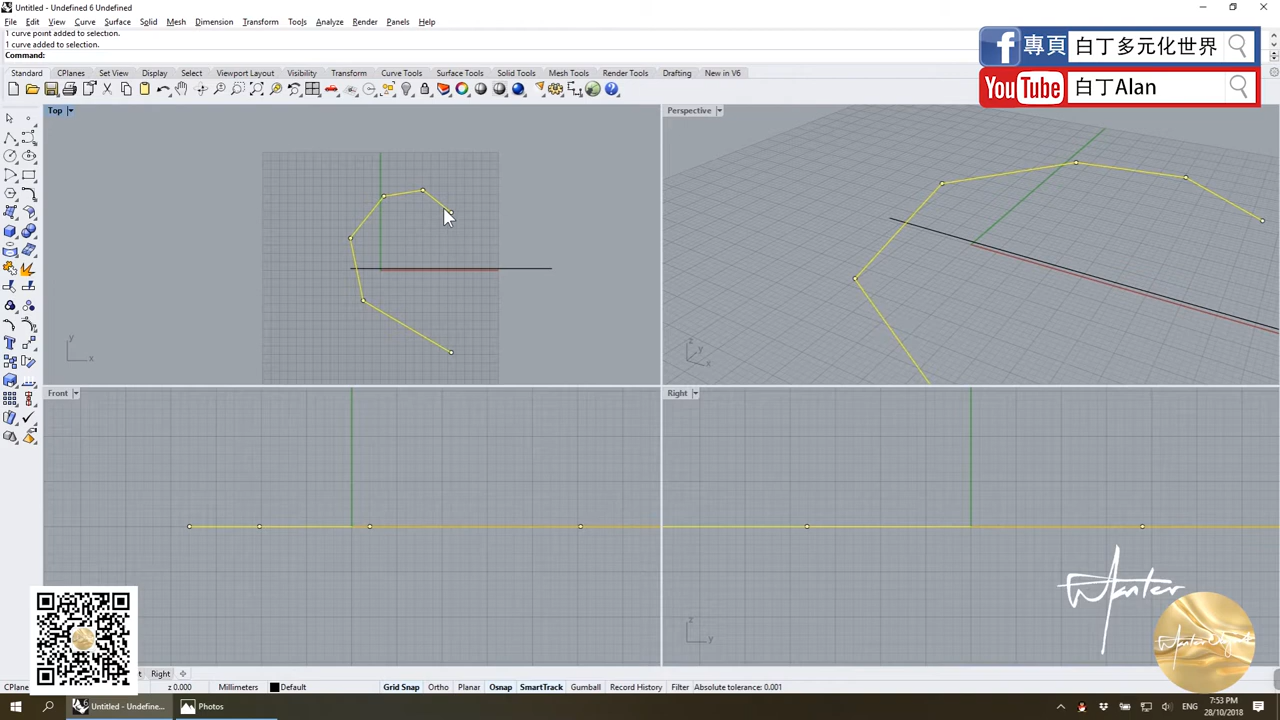 Untitled - Undefined 6 Undefined
File Edit View Curve Surface Solid Mesh Dimension Transform Tools Analyze Render Panels Help
1 curve point added to selection.
1 curve added to selection.
Command:
f 專頁 白丁多元化世界
YouTube 白丁Alan
Standard CPlanes Set View Display Select Viewport Layout Visibility Transform Curve Tools Surface Tools Solid Tools Mesh Tools Render Tools Drafting New in V6
Top
Perspective
y
x
z
y
x
Front
Right
z
y
Right
CPlane z 0.000 Millimeters Default Grid Snap Ortho Planar Osnap SmartTrack Gumball Record History Filter Absolute tolerance: 0.001
Untitled - Undefine... Photos
ENG
7:53 PM
28/10/2018